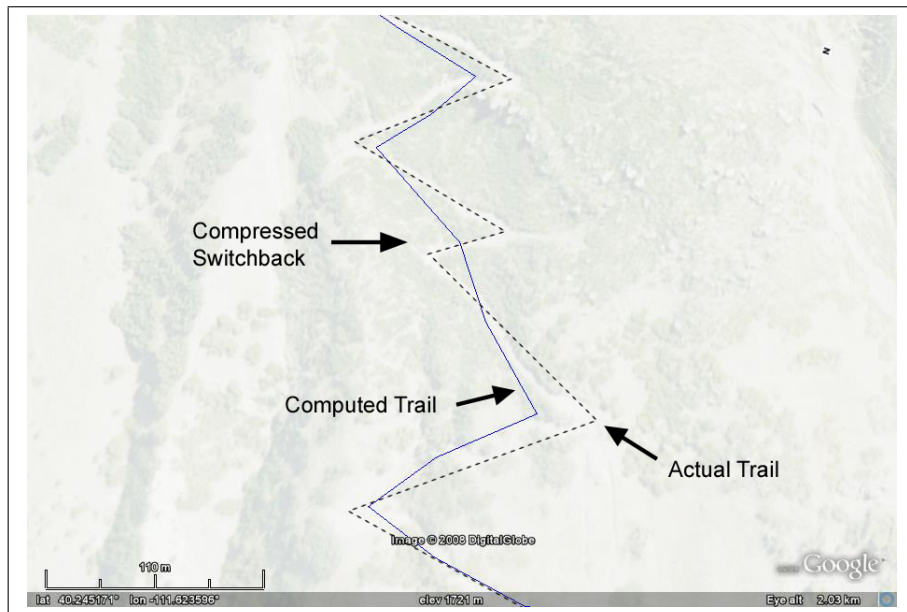 N
Compressed
Switchback
Computed Trail
Actual Trail
Image © 2008 DigitalGlobe
Google
110 m
lat 40.245171° lon -111.623596° elev 1721 m Eye alt 2.03 km